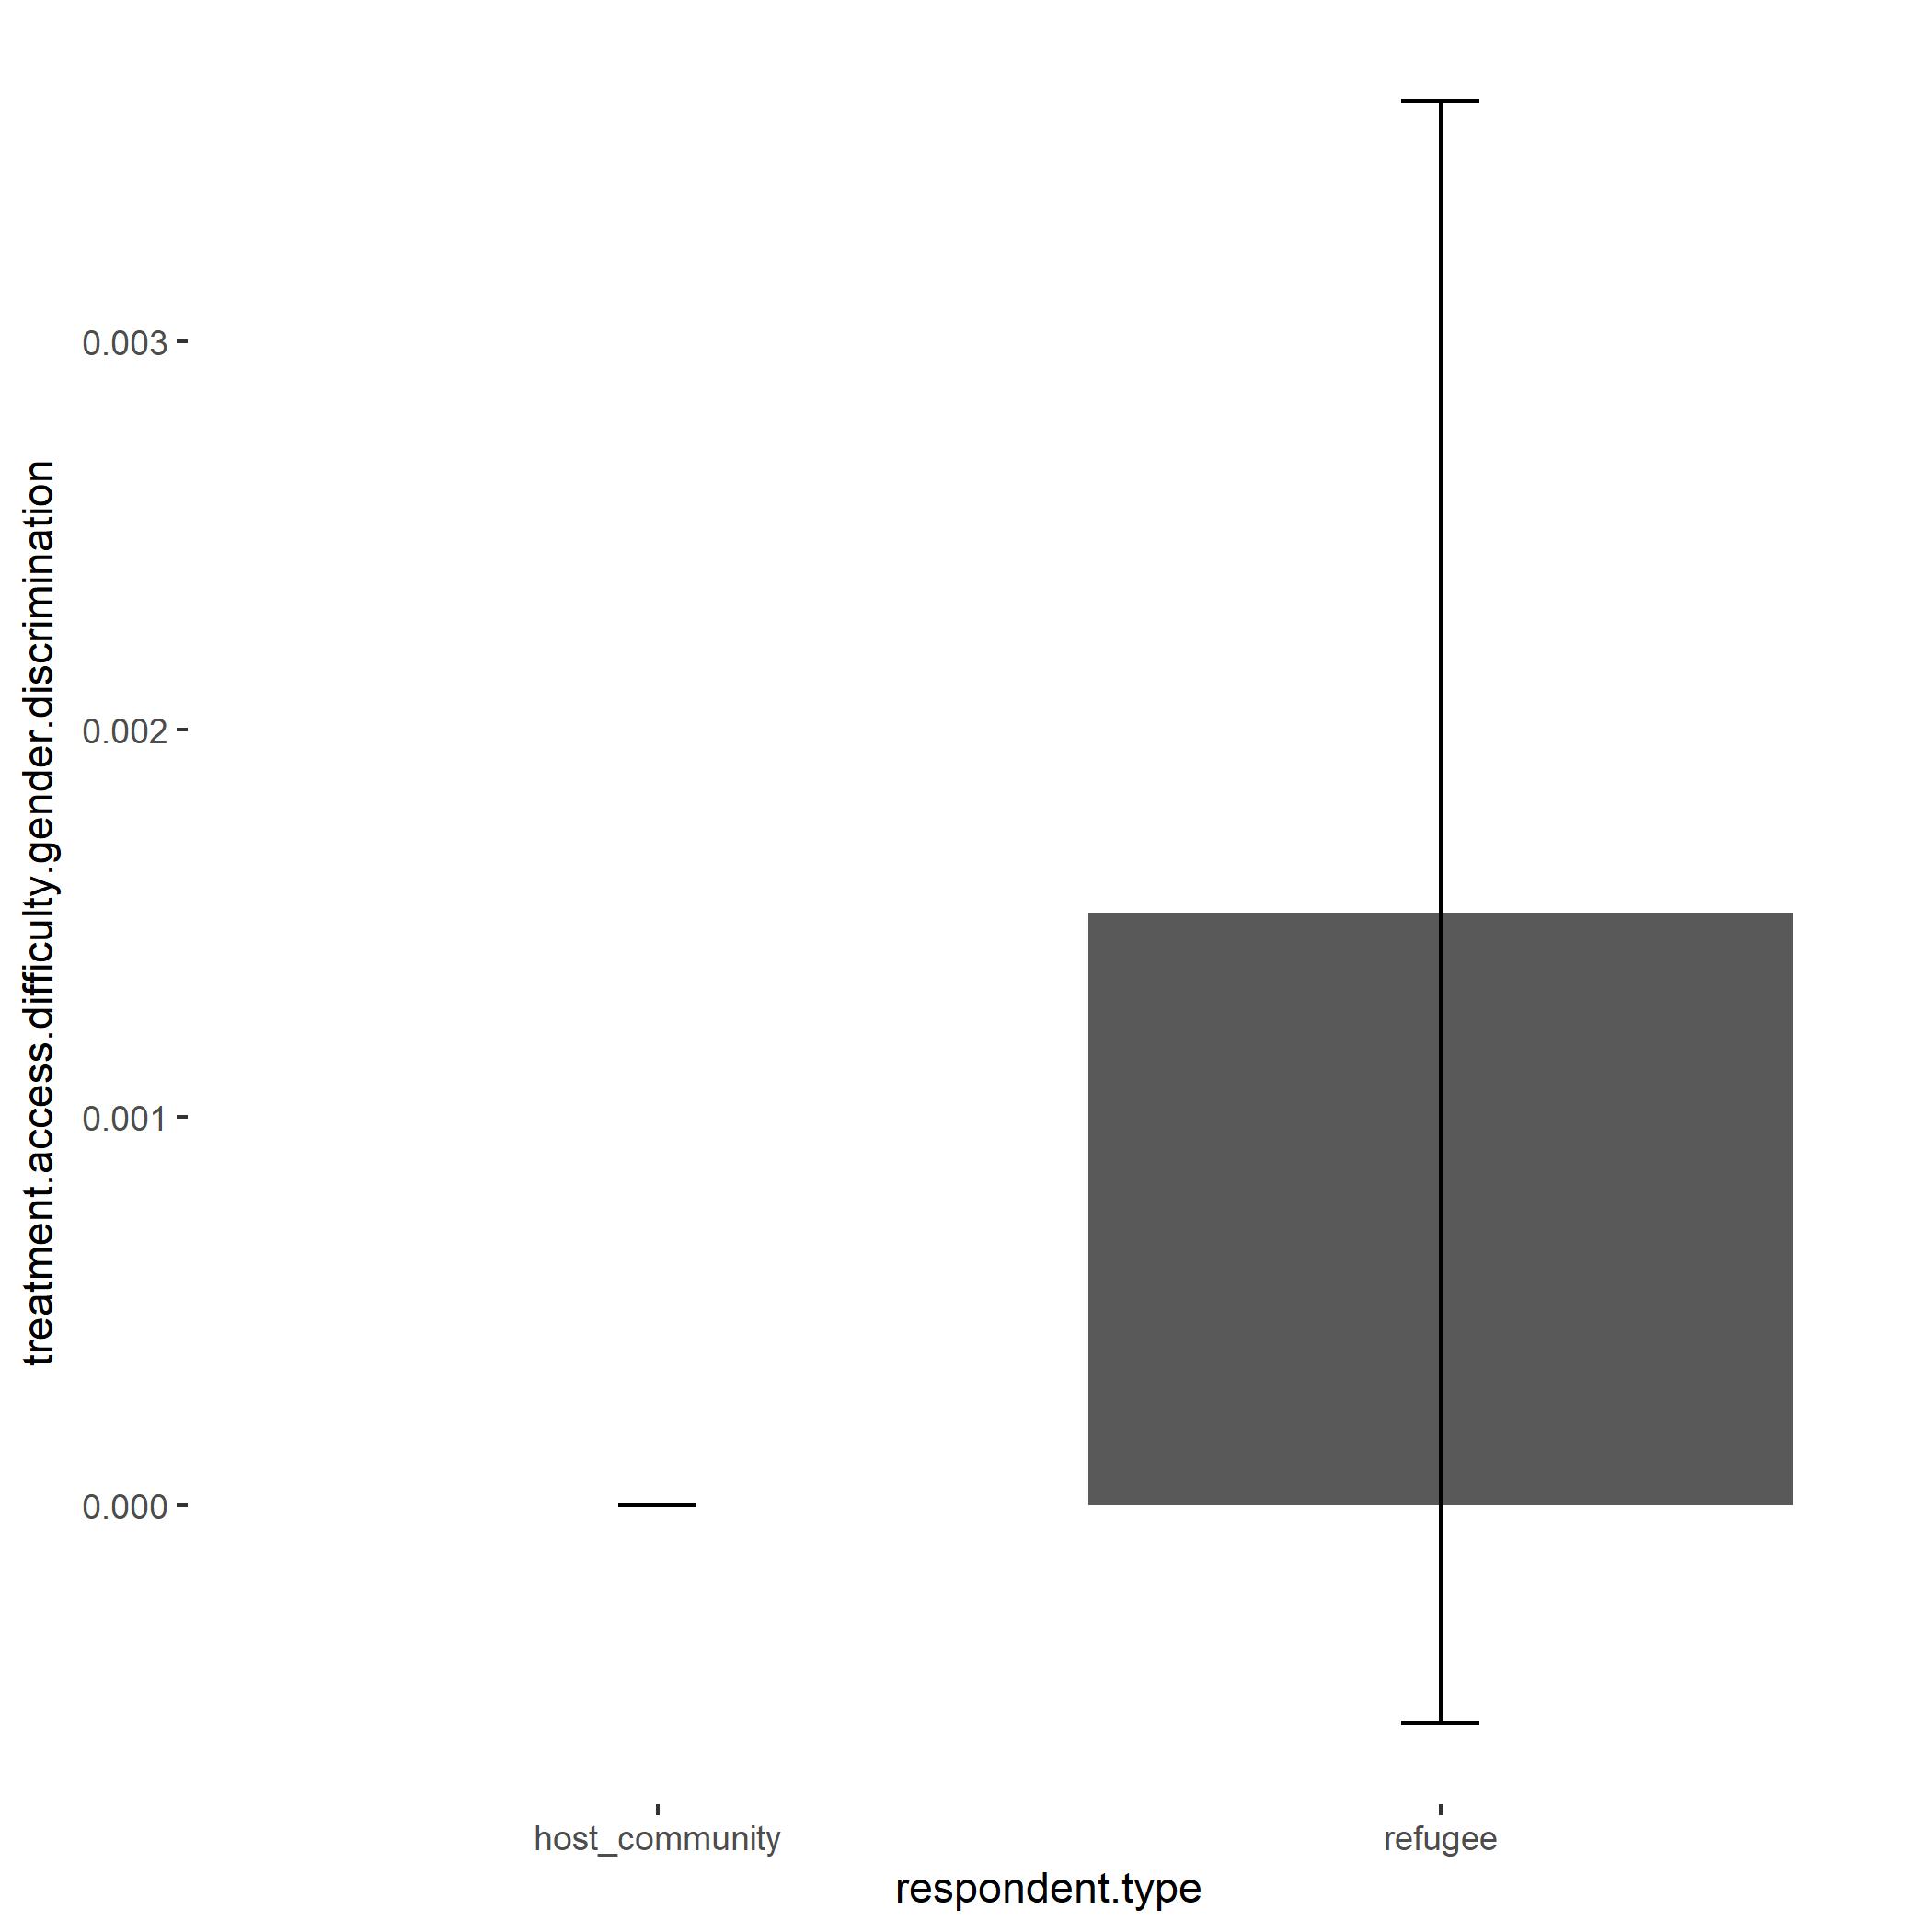 treatment.access.difficulty.gender.discrimination
0.003
0.002
0.001
0.000
host_community
refugee
respondent.type